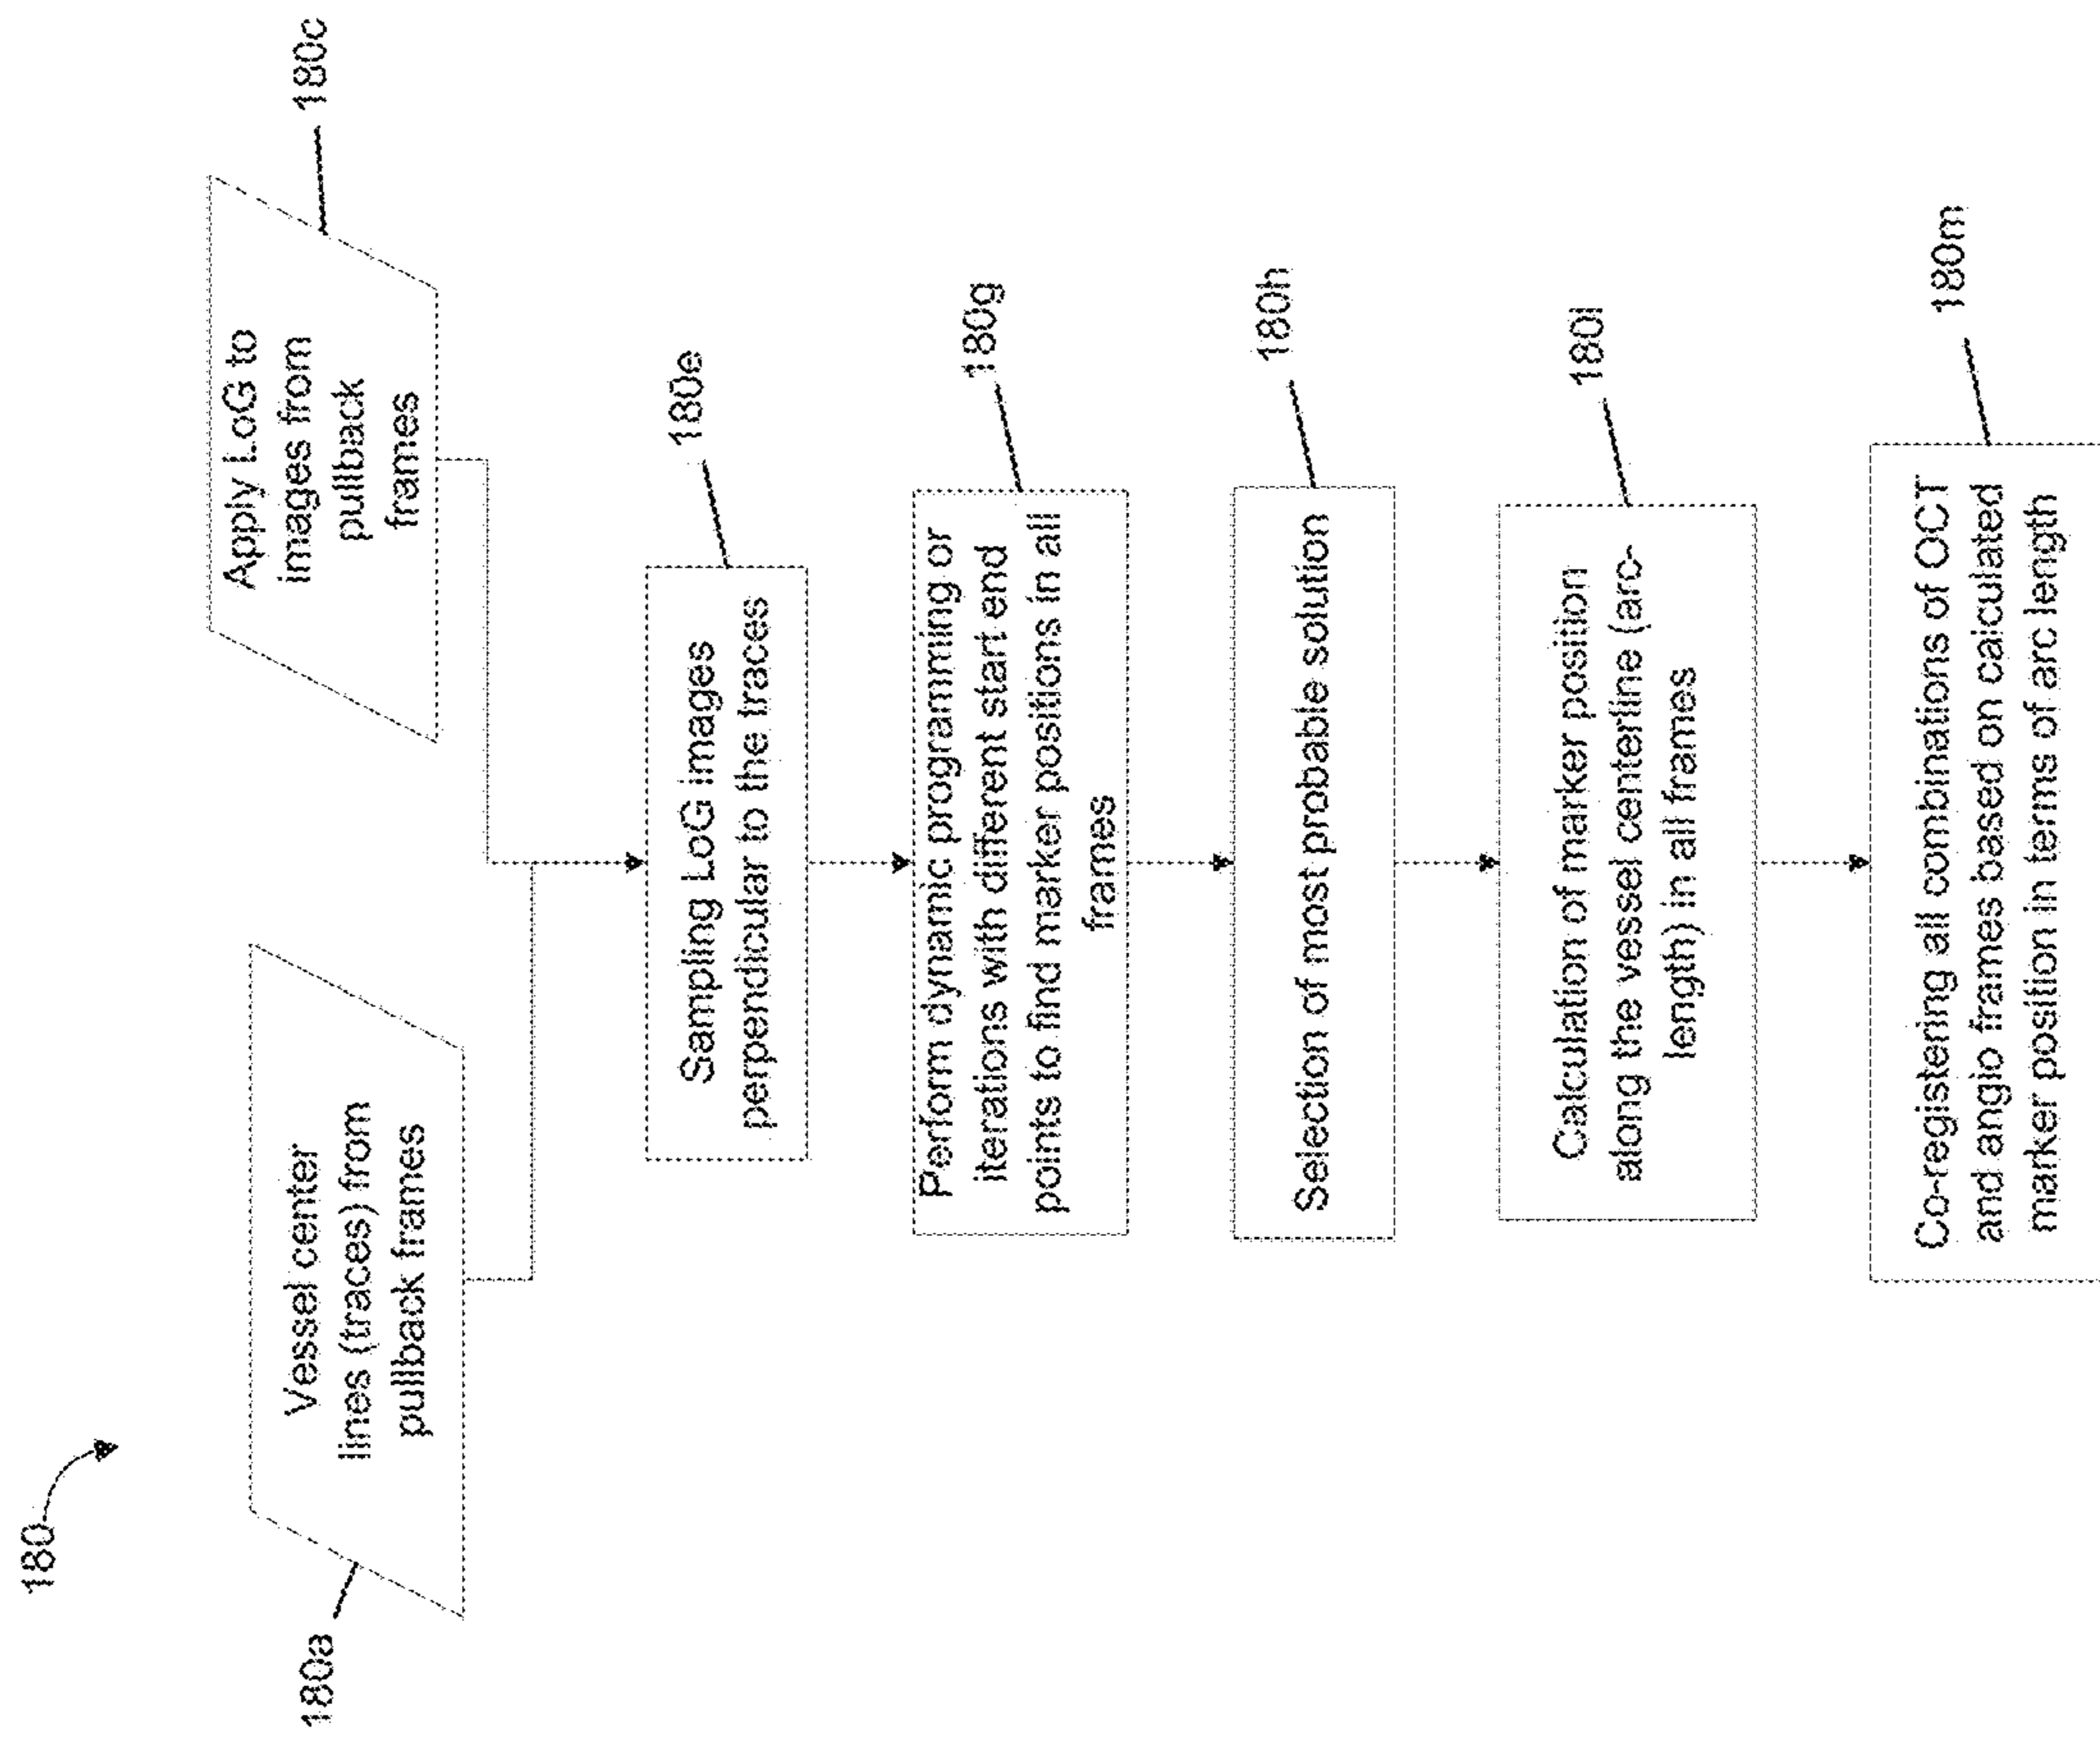 180
180a
Vessel center
lines (traces) from
pullback frames
180c
Apply LoG to
images from
pullback
frames
180e
Sampling LoG images
perpendicular to the traces
180g
Perform dynamic programming or
iterations with different start end
points to find marker positions in all
frames
180h
Selection of most probable solution
180l
Calculation of marker position
along the vessel centerline (arc-
length) in all frames
180m
Co-registering all combinations of OCT
and angio frames based on calculated
marker position in terms of arc length